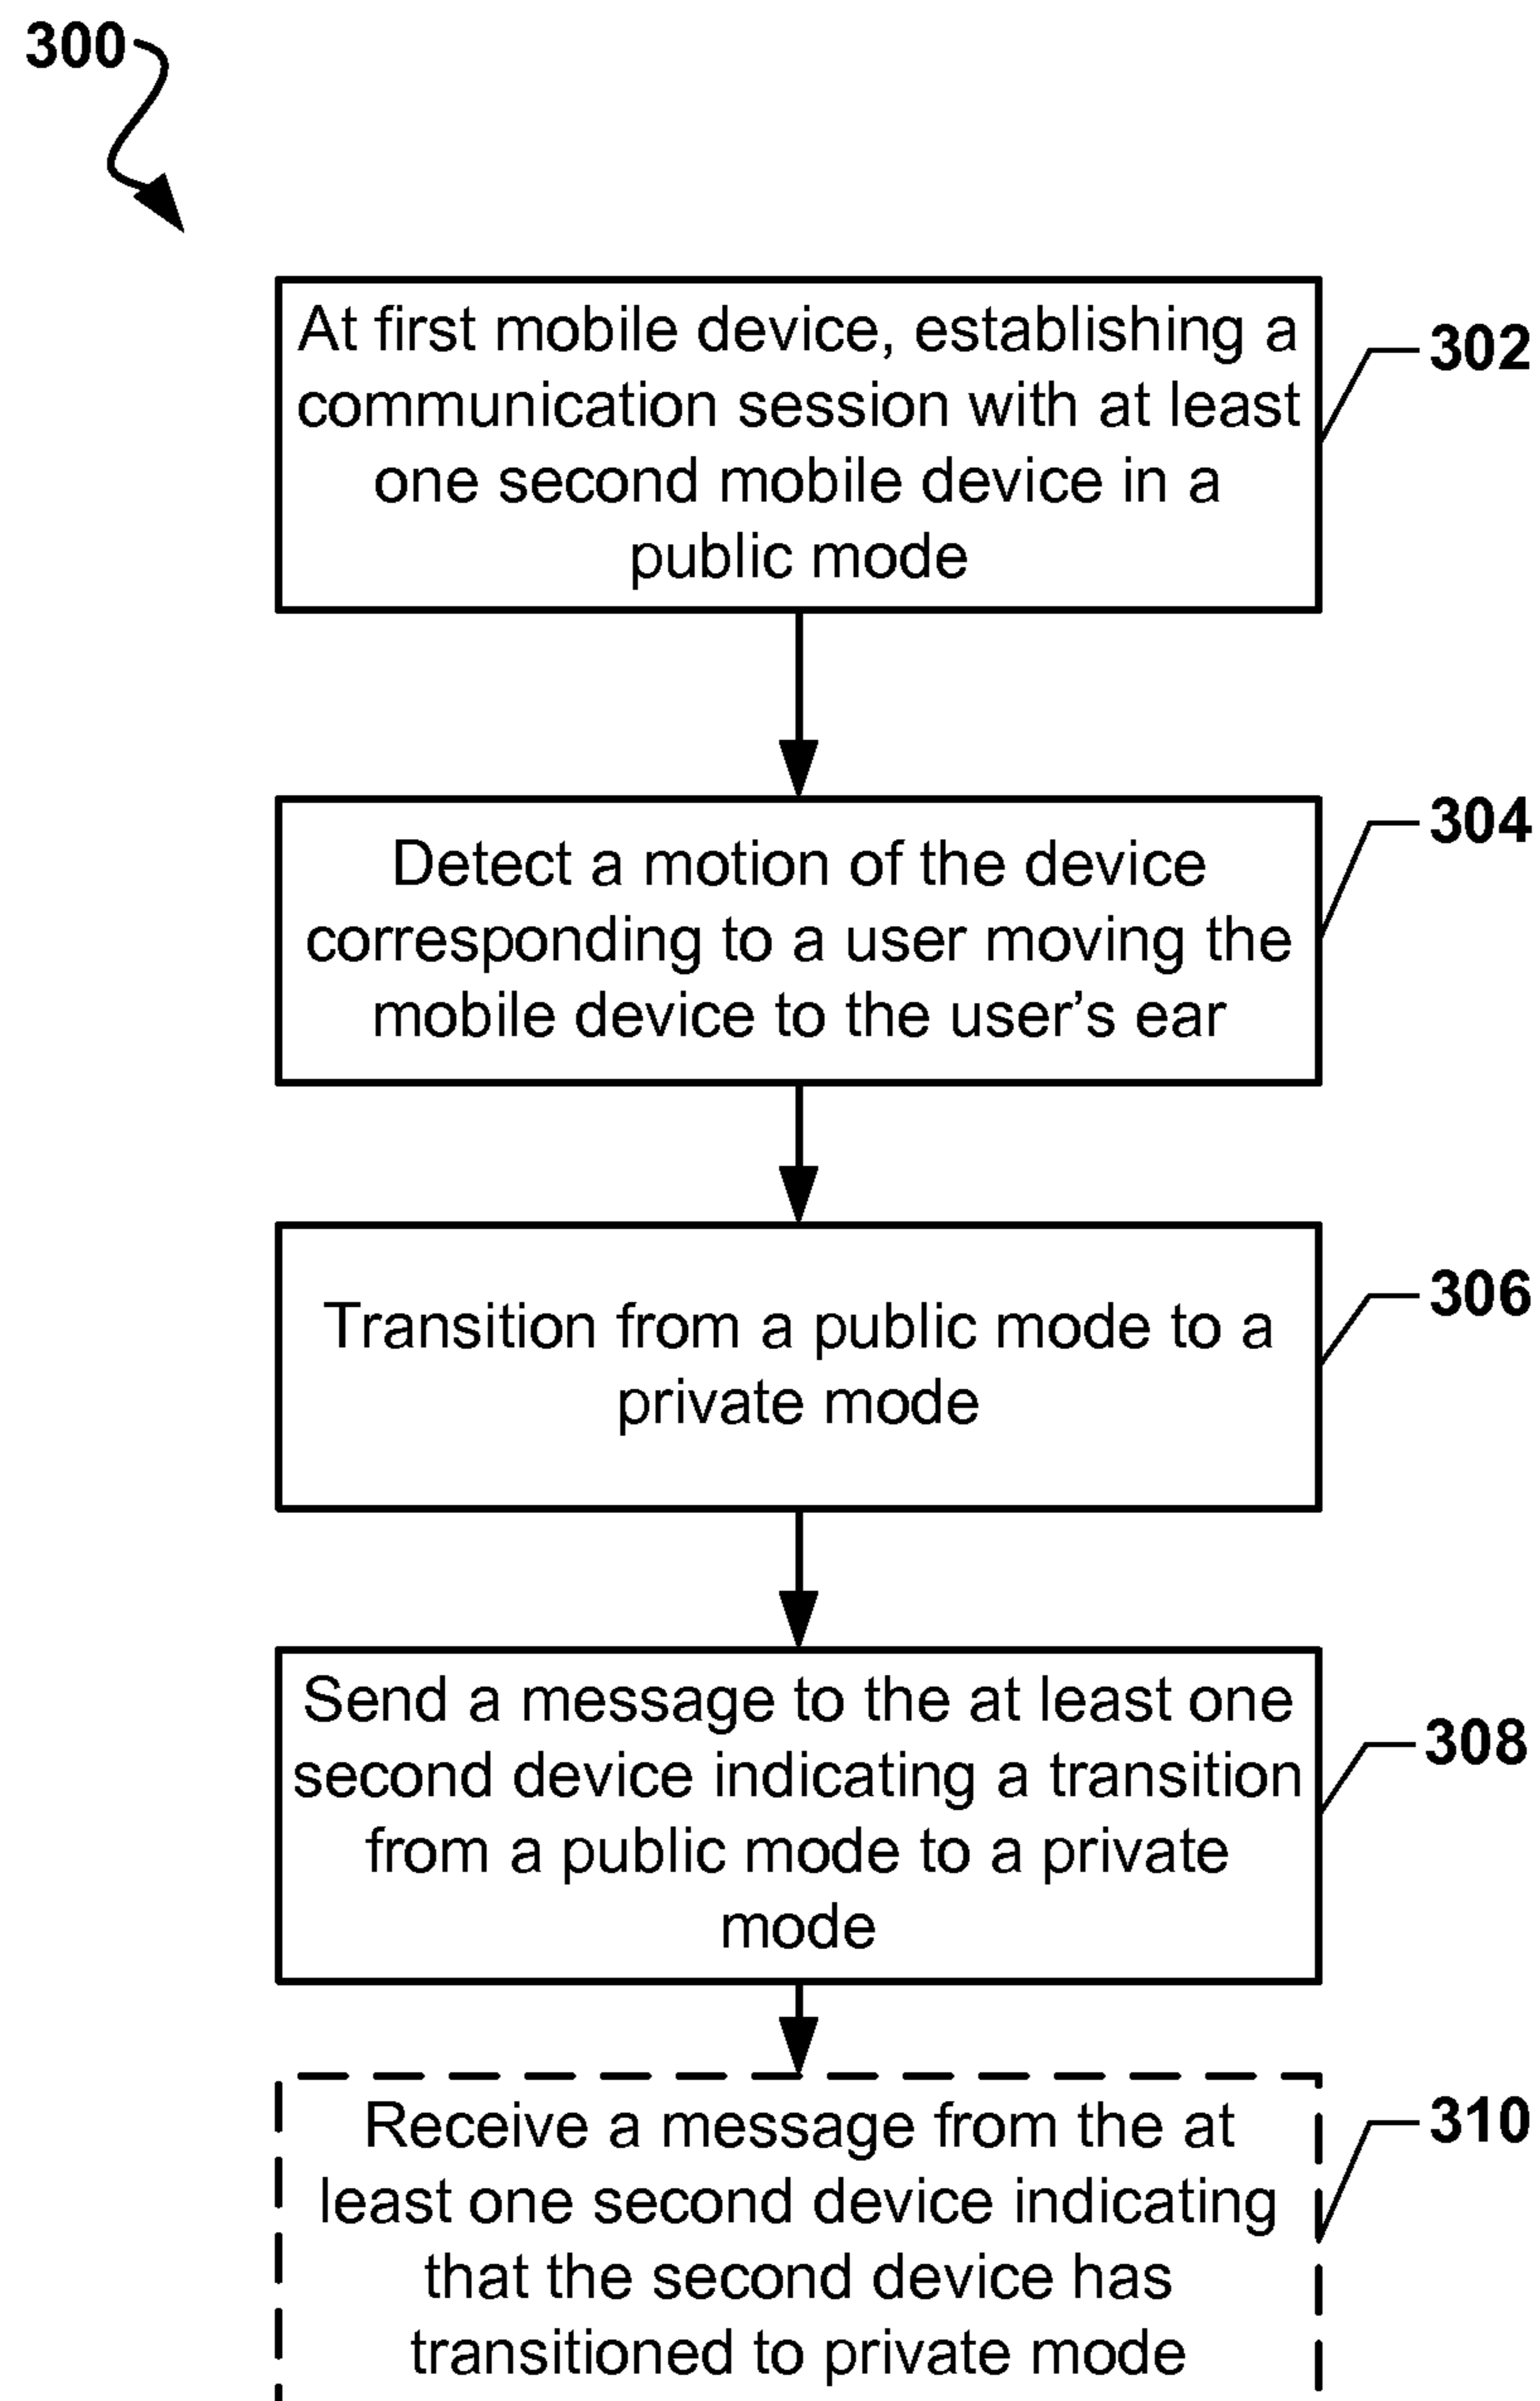 300
At first mobile device, establishing a
communication session with at least
one second mobile device in a
public mode
302
Detect a motion of the device
corresponding to a user moving the
mobile device to the user’s ear
304
Transition from a public mode to a
private mode
306
Send a message to the at least one
second device indicating a transition
from a public mode to a private
mode
308
Receive a message from the at
least one second device indicating
that the second device has
transitioned to private mode
310